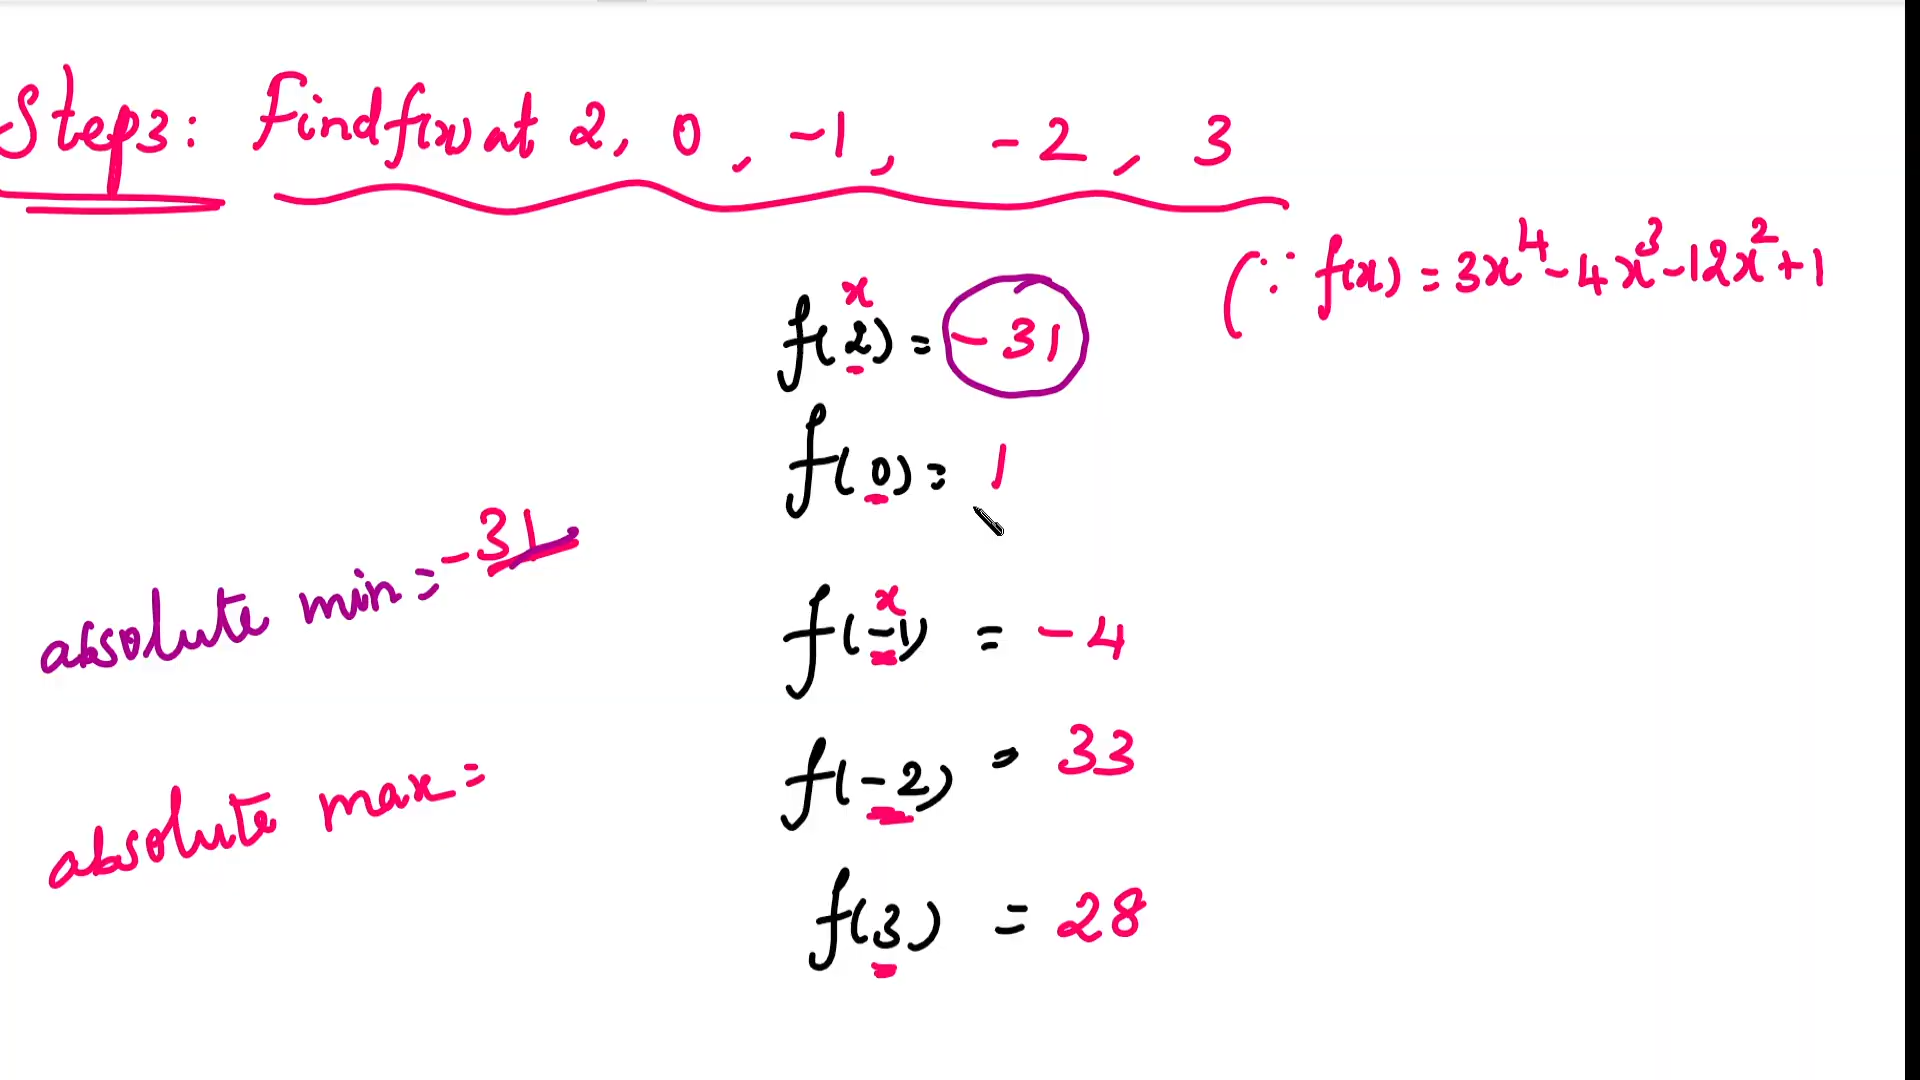 Step3: Find f(x) at 2, 0, -1, -2, 3
(∵ f(x) = 3x⁴-4x³-12x²+1
x
f(2) = -31
f(0) = 1
absolute min = -31
x
f(-1) = -4
f(-2) = 33
absolute max =
f(3) = 28